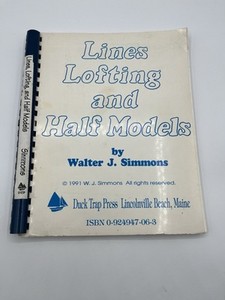 Lines, Lofting, and Half Models
Simmons
Lines
Lofting
and
Half Models
by
Walter J. Simmons
© 1991 W. J. Simmons All rights reserved.
Duck Trap Press Lincolnville Beach, Maine
ISBN 0-924947-06-3